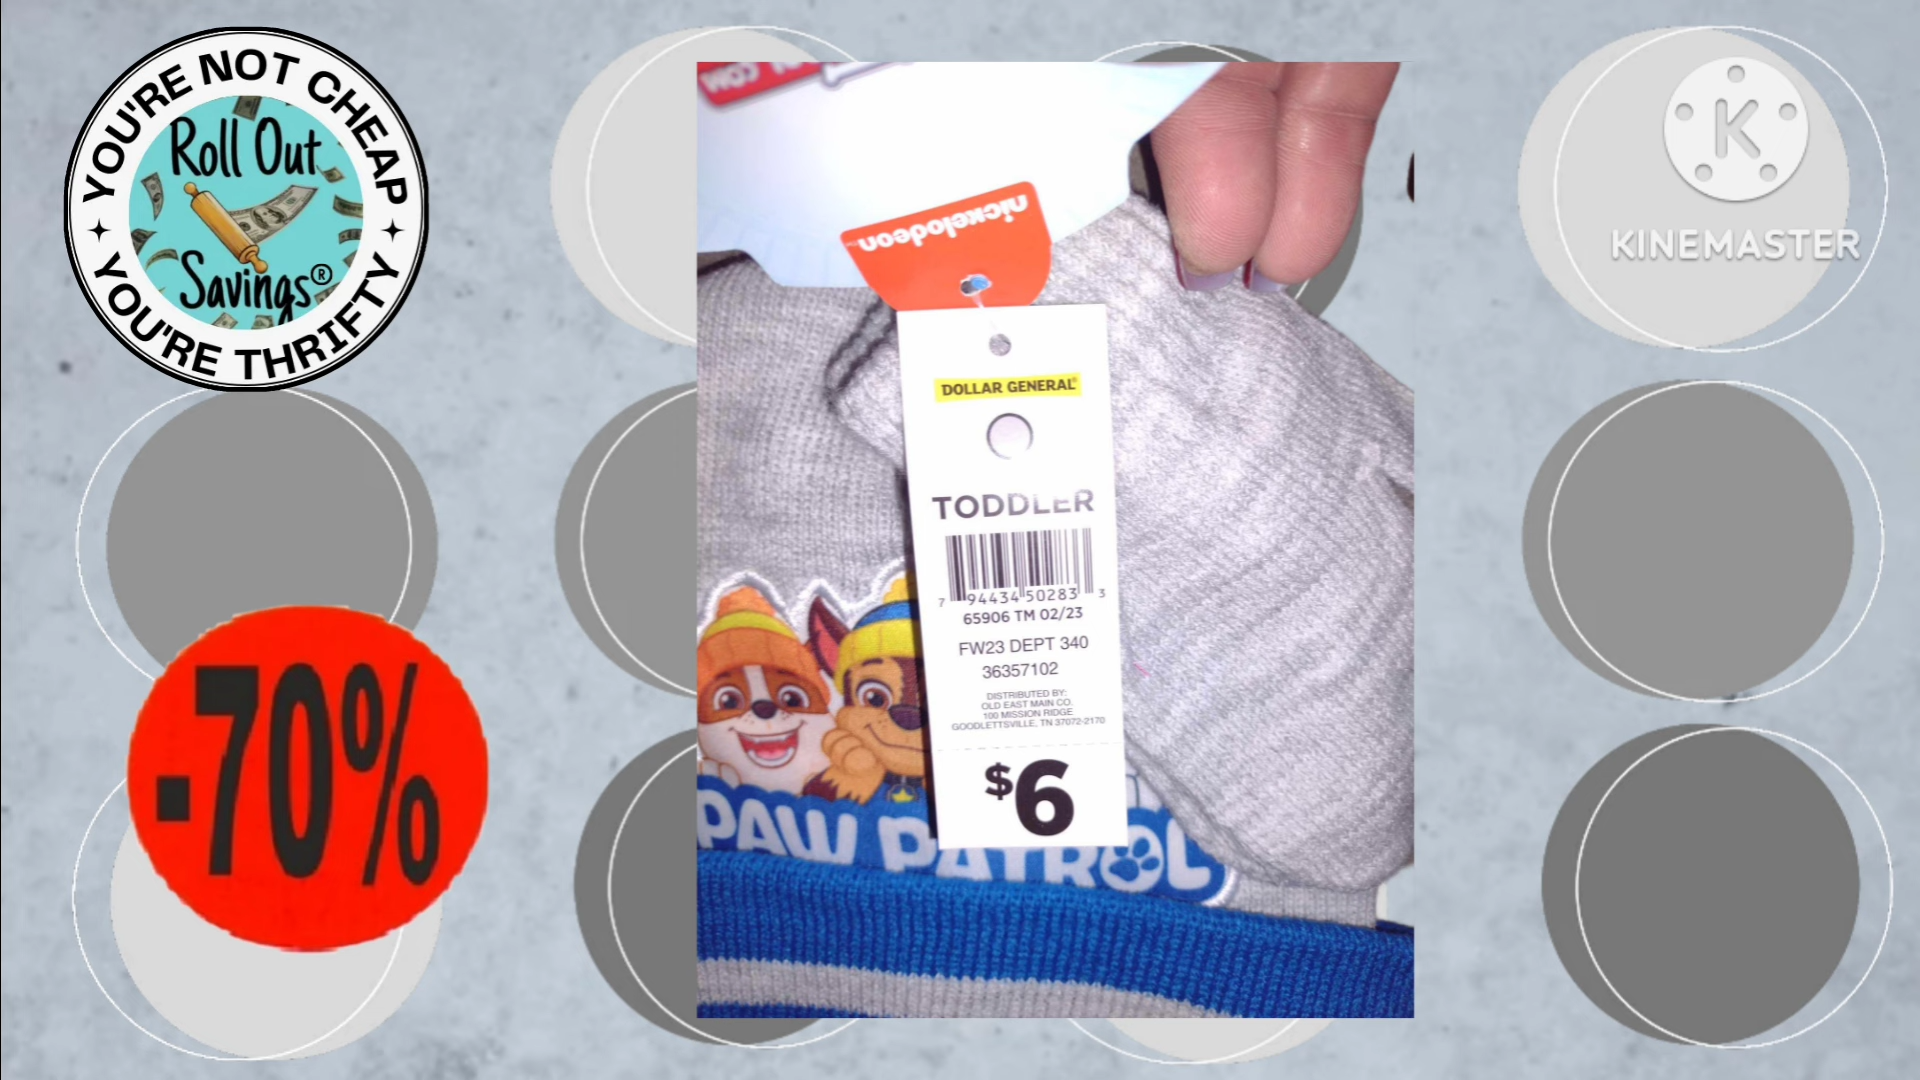 YOU'RE NOT CHEAP
Roll Out
Savings®
YOU'RE THRIFTY
-70%
nickelodeon
DOLLAR GENERAL®
TODDLER
7 94434 50283 3
65906 TM 02/23
FW23 DEPT 340
36357102
DISTRIBUTED BY:
OLD EAST MAIN CO.
100 MISSION RIDGE
GOODLETTSVILLE, TN 37072-2170
$6
PAW PATROL
K
KINEMASTER